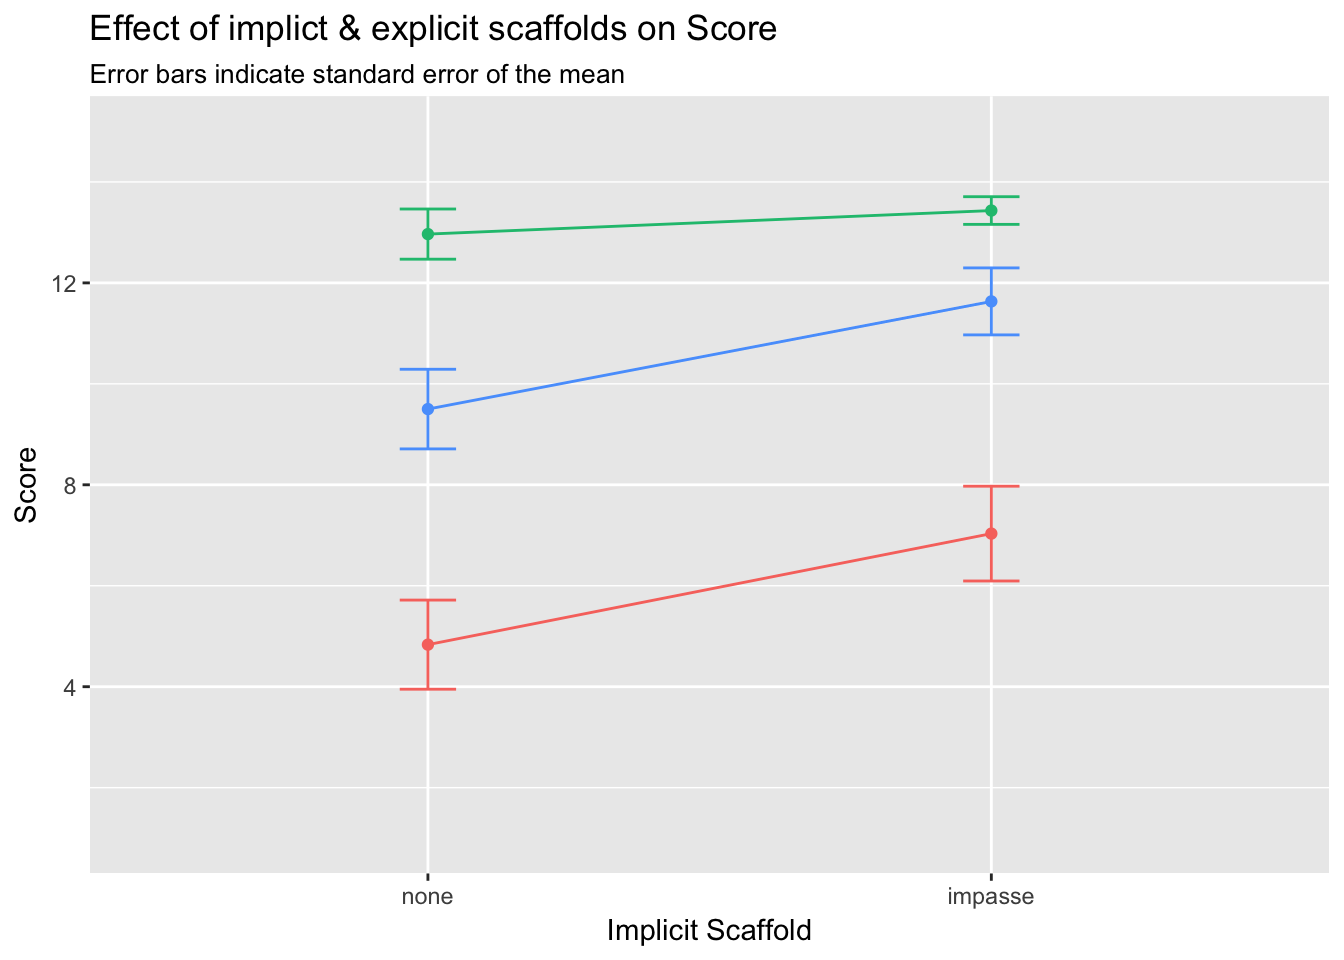 Effect of implict & explicit scaffolds on Score
Error bars indicate standard error of the mean
12
8
4
Score
none
impasse
Implicit Scaffold